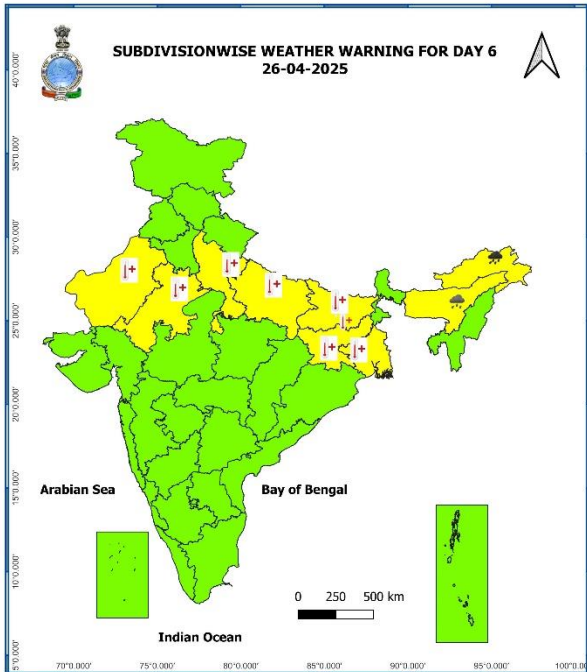 SUBDIVISIONWISE WEATHER WARNING FOR DAY 6
26-04-2025
40°0.000'
35°0.000'
30°0.000'
25°0.000'
20°0.000'
15°0.000'
10°0.000'
5°0.000'
Arabian Sea
Bay of Bengal
0 250 500 km
Indian Ocean
70°0.000' 75°0.000' 80°0.000' 85°0.000' 90°0.000' 95°0.000' 100°0.0